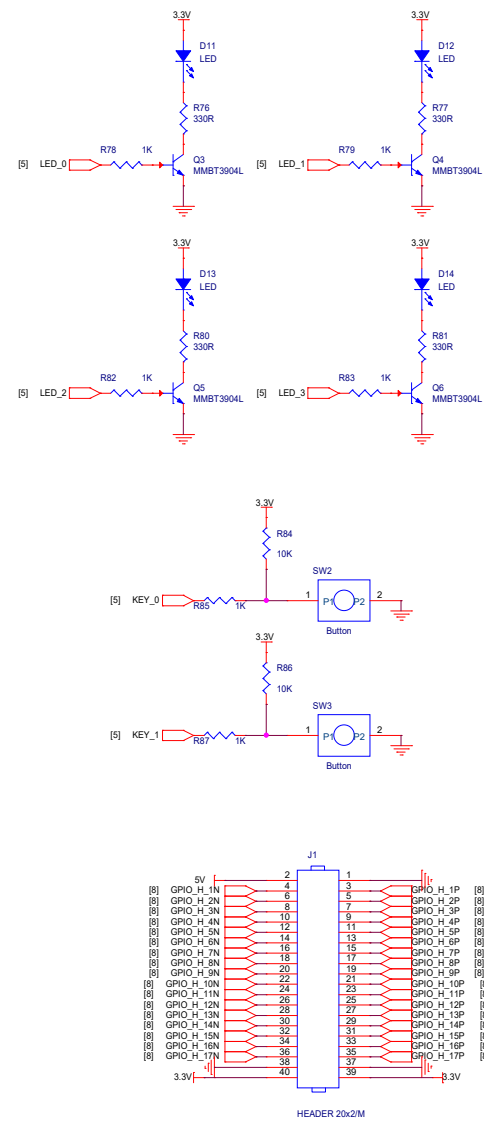 3.3V 3.3V
D11 D12
LED LED
R76 R77
330R 330R
R78 1K Q3 R79 1K Q4
[5] LED_0 MMBT3904L [5] LED_1 MMBT3904L
3.3V 3.3V
D13 D14
LED LED
R80 R81
330R 330R
R82 1K Q5 R83 1K Q6
[5] LED_2 MMBT3904L [5] LED_3 MMBT3904L
3.3V
R84
10K
SW2
[5] KEY_0 R85 1K 1 P1 P2 2
Button
3.3V
R86
10K
SW3
[5] KEY_1 R87 1K 1 P1 P2 2
Button
J1
5V 2 1
[8] GPIO_H_1N 4 3 GPIO_H_1P [8]
[8] GPIO_H_2N 6 5 GPIO_H_2P [8]
[8] GPIO_H_3N 8 7 GPIO_H_3P [8]
[8] GPIO_H_4N 10 9 GPIO_H_4P [8]
[8] GPIO_H_5N 12 11 GPIO_H_5P [8]
[8] GPIO_H_6N 14 13 GPIO_H_6P [8]
[8] GPIO_H_7N 16 15 GPIO_H_7P [8]
[8] GPIO_H_8N 18 17 GPIO_H_8P [8]
[8] GPIO_H_9N 20 19 GPIO_H_9P [8]
[8] GPIO_H_10N 22 21 GPIO_H_10P
[8] GPIO_H_11N 24 23 GPIO_H_11P
[8] GPIO_H_12N 26 25 GPIO_H_12P
[8] GPIO_H_13N 28 27 GPIO_H_13P
[8] GPIO_H_14N 30 29 GPIO_H_14P
[8] GPIO_H_15N 32 31 GPIO_H_15P
[8] GPIO_H_16N 34 33 GPIO_H_16P
[8] GPIO_H_17N 36 35 GPIO_H_17P
38 37
3.3V 40 39 3.3V
HEADER 20x2/M